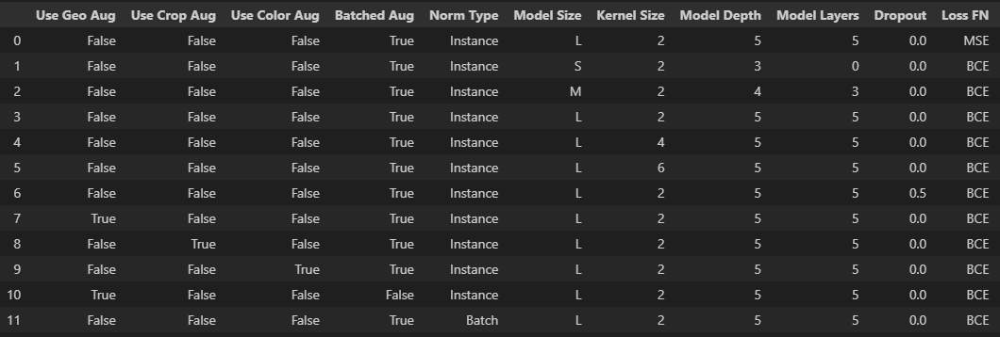 Use Geo Aug Use Crop Aug Use Color Aug Batched Aug Norm Type Model Size Kernel Size Model Depth Model Layers Dropout Loss FN
0 False False False True Instance L 2 5 5 0.0 MSE
1 False False False True Instance S 2 3 0 0.0 BCE
2 False False False True Instance M 2 4 3 0.0 BCE
3 False False False True Instance L 2 5 5 0.0 BCE
4 False False False True Instance L 4 5 5 0.0 BCE
5 False False False True Instance L 6 5 5 0.0 BCE
6 False False False True Instance L 2 5 5 0.5 BCE
7 True False False True Instance L 2 5 5 0.0 BCE
8 False True False True Instance L 2 5 5 0.0 BCE
9 False False True True Instance L 2 5 5 0.0 BCE
10 True False False False Instance L 2 5 5 0.0 BCE
11 False False False True Batch L 2 5 5 0.0 BCE